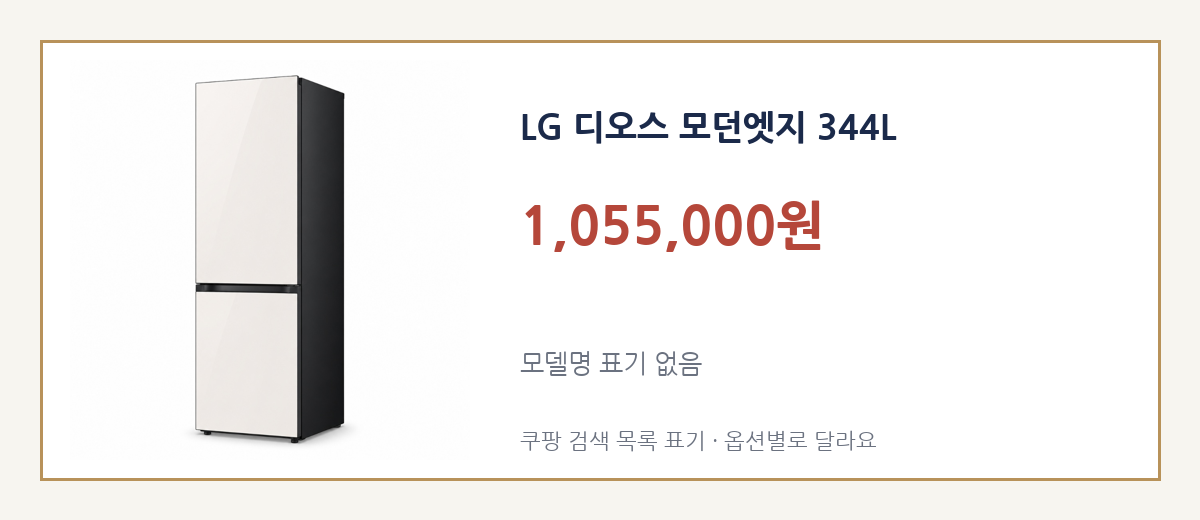 LG 디오스 모던엣지 344L
1,055,000원
모델명 표기 없음
쿠팡 검색 목록 표기 · 옵션별로 달라요